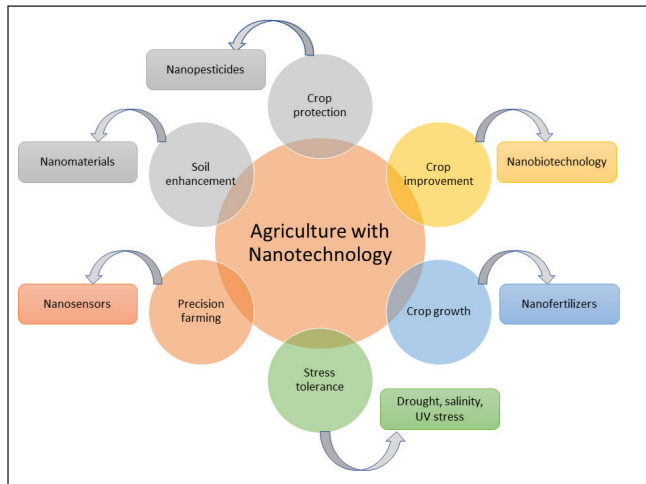 Nanopesticides
Crop
protection
Nanomaterials
Soil
enhancement
Crop
improvement
Nanobiotechnology
Agriculture with
Nanotechnology
Nanosensors
Precision
farming
Crop growth
Nanofertilizers
Stress
tolerance
Drought, salinity,
UV stress